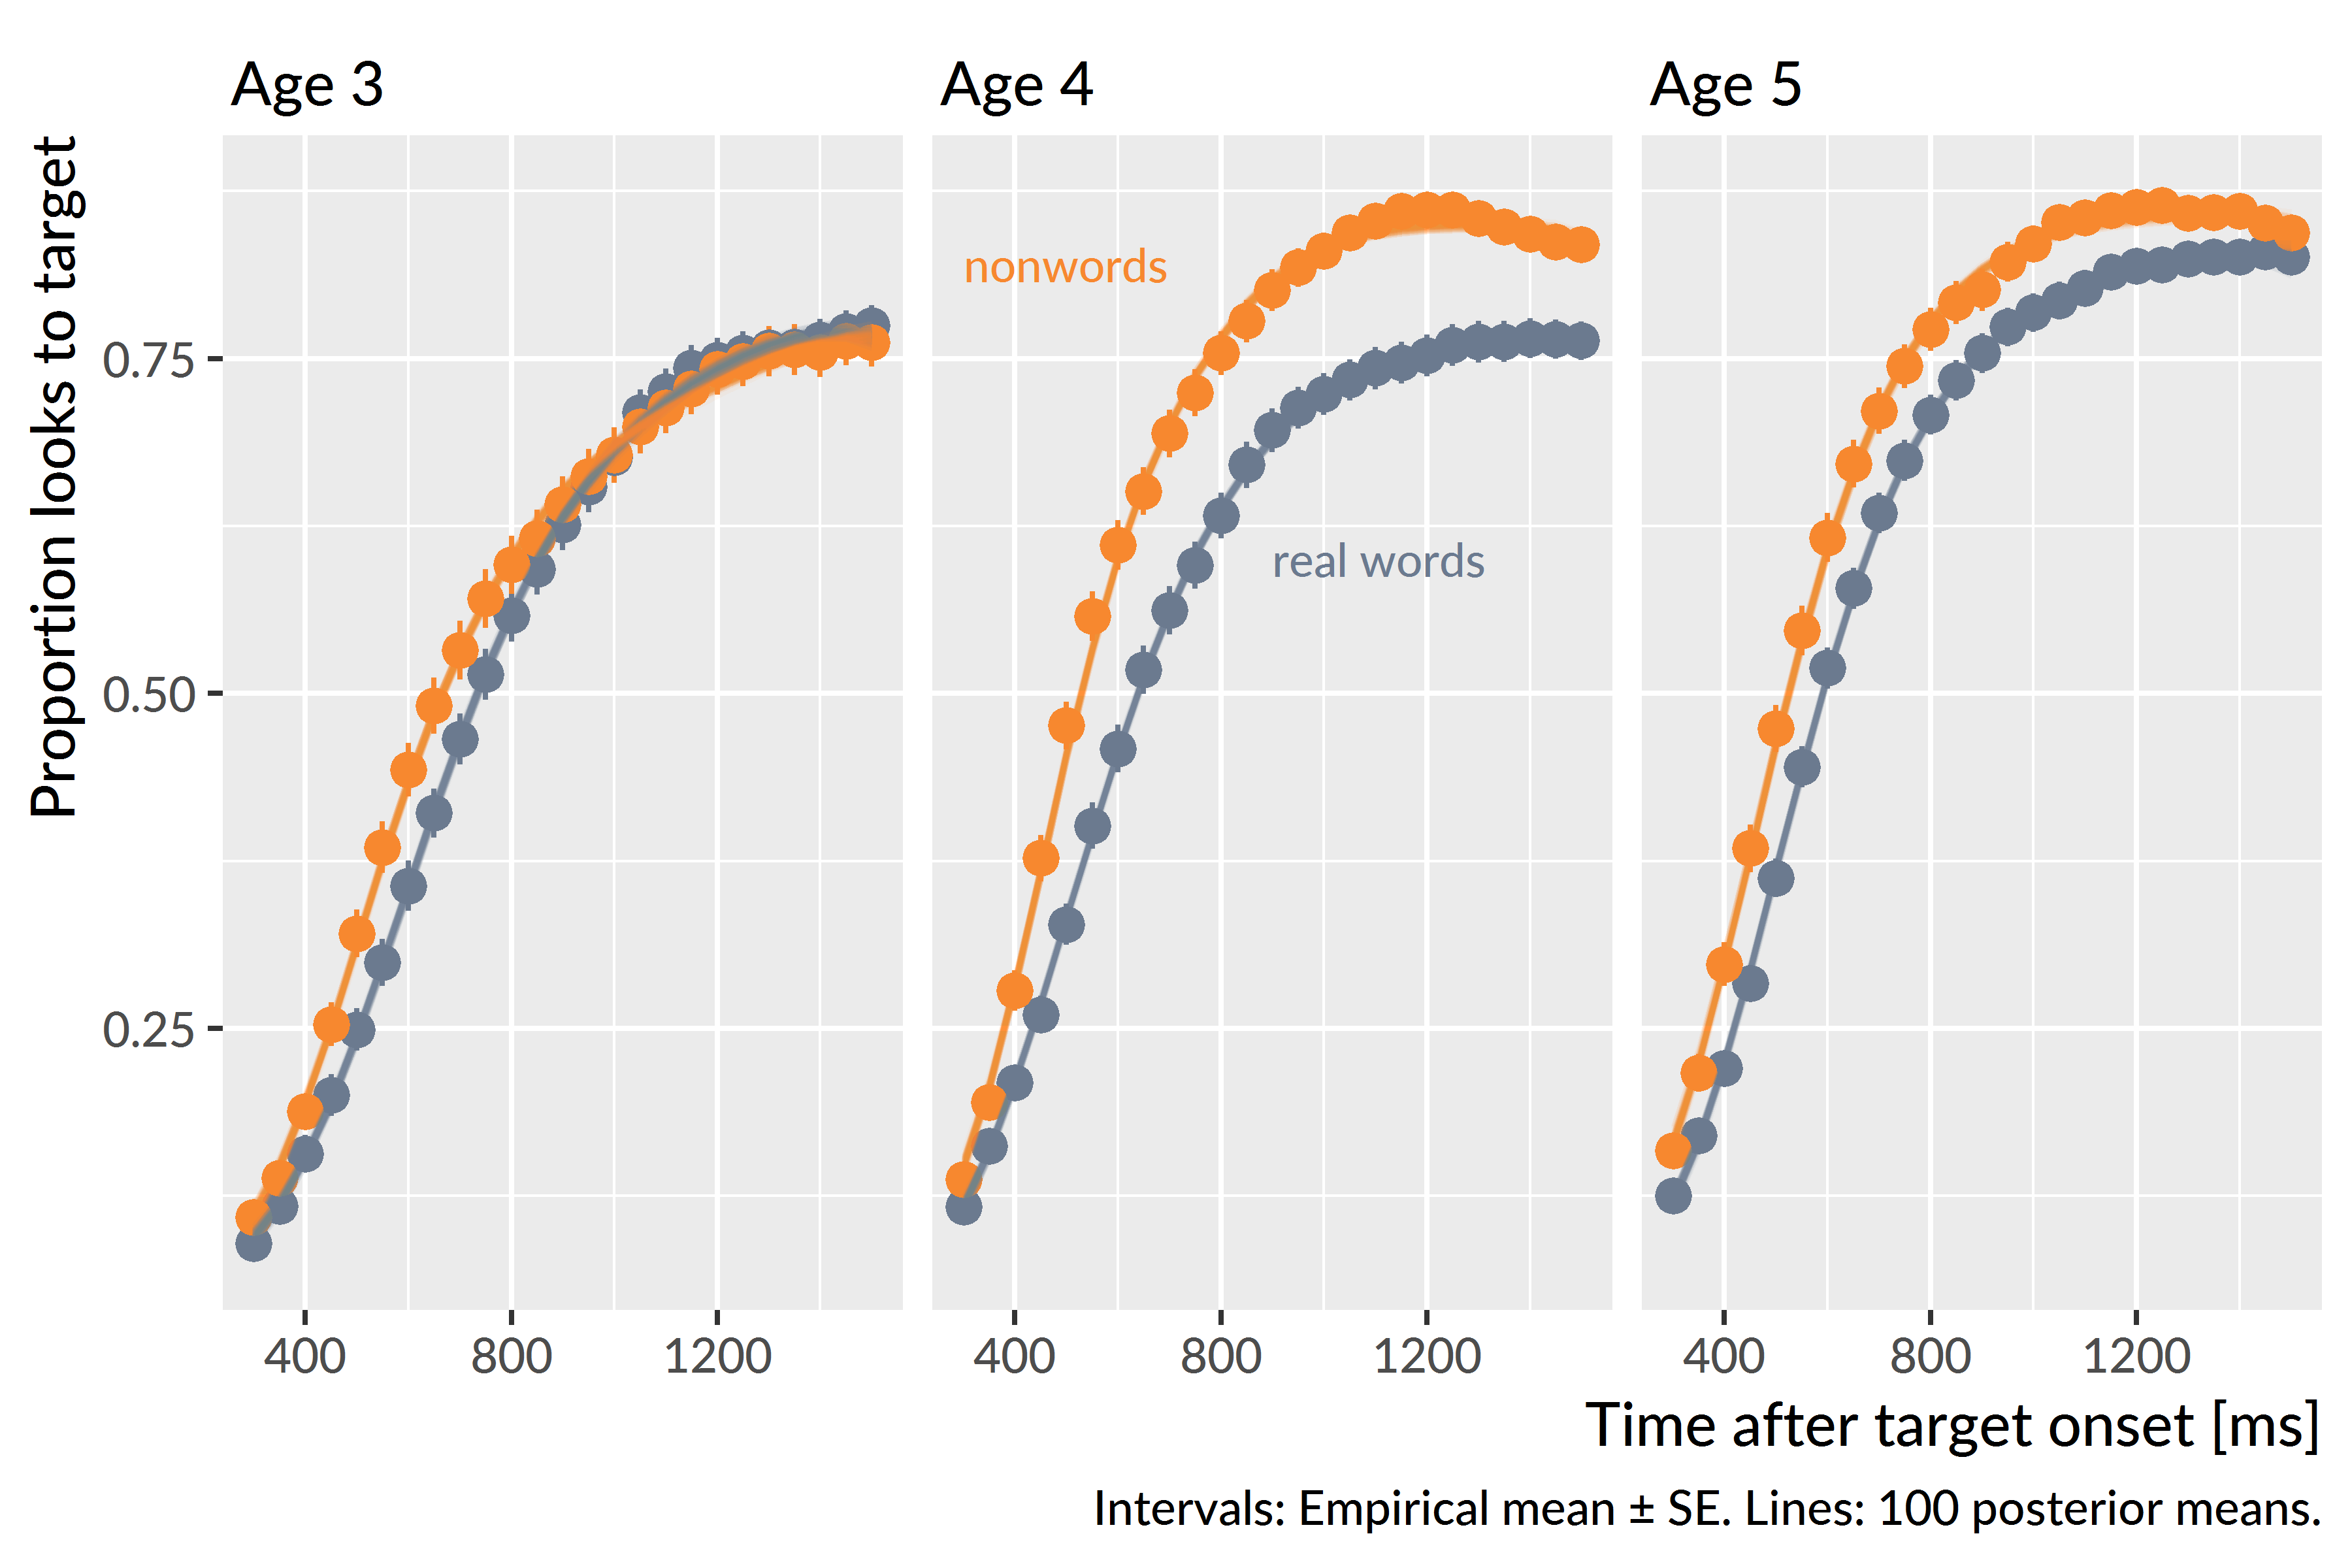 Age 3
Age 4
Age 5
Proportion looks to target
0.75
0.50
0.25
nonwords
real words
400 800 1200
400 800 1200
400 800 1200
Time after target onset [ms]
Intervals: Empirical mean ± SE. Lines: 100 posterior means.